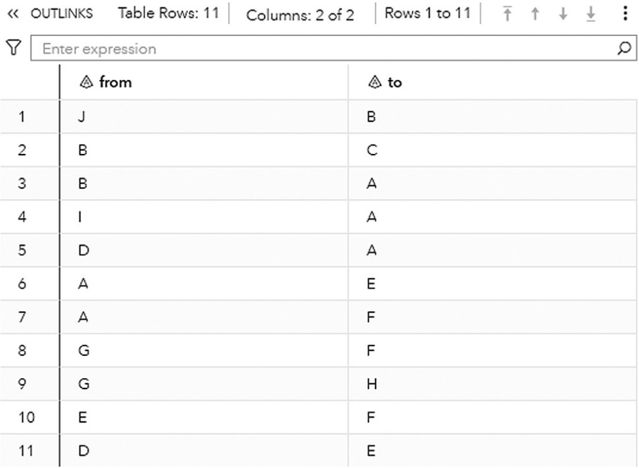 « OUTLINKS Table Rows: 11 Columns: 2 of 2 Rows 1 to 11
Enter expression
from to
1 J B
2 B C
3 B A
4 I A
5 D A
6 A E
7 A F
8 G F
9 G H
10 E F
11 D E